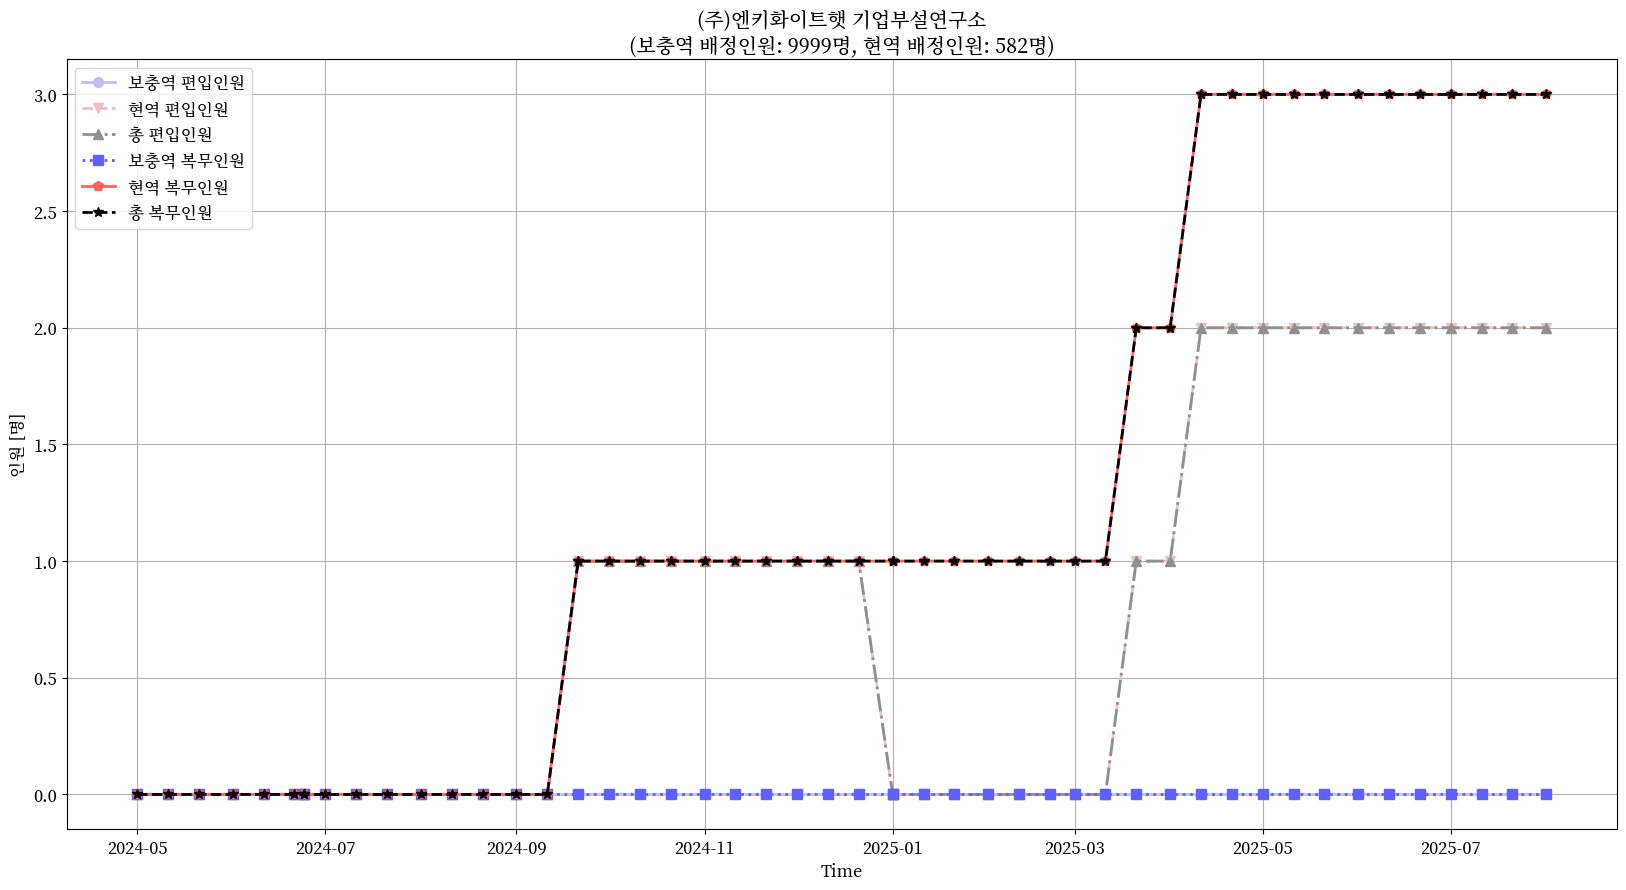 (주)엔키화이트햇 기업부설연구소
(보충역 배정인원: 9999명, 현역 배정인원: 582명)
보충역 편입인원
현역 편입인원
총 편입인원
보충역 복무인원
현역 복무인원
총 복무인원
3.0
2.5
2.0
1.5
1.0
0.5
0.0
인원 [명]
2024-05
2024-07
2024-09
2024-11
2025-01
2025-03
2025-05
2025-07
Time